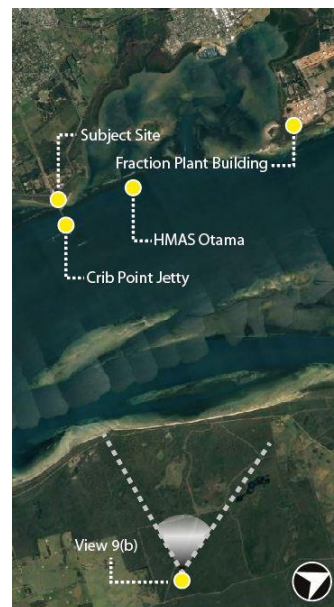 Subject Site
Fraction Plant Building
HMAS Otama
Crib Point Jetty
View 9(b)